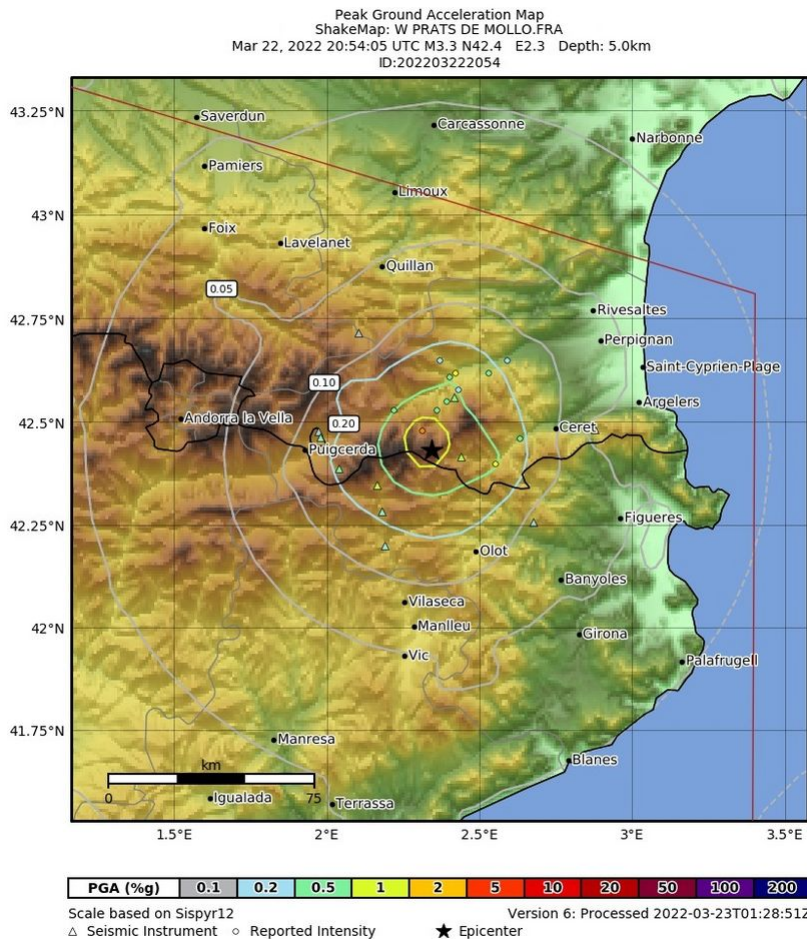 Peak Ground Acceleration Map
ShakeMap: W PRATS DE MOLLO.FRA
Mar 22, 2022 20:54:05 UTC M3.3 N42.4 E2.3 Depth: 5.0km
ID:202203222054
43.25°N
Saverdun
Carcassonne
Narbonne
Pamiers
43°N
Limoux
Foix
Lavelanet
Quillan
0.05
42.75°N
Rivesaltes
Perpignan
Saint-Cyprien-Plage
0.10
Argelers
42.5°N
Andorra la Vella
0.20
Ceret
Puigcerda
42.25°N
Figueres
Olot
Banyoles
Vilaseca
42°N
Manlleu
Girona
Vic
Palafrugell
41.75°N
Manresa
Blanes
km
0
75
Igualada
Terrassa
1.5°E
2°E
2.5°E
3°E
3.5°E
PGA (%g) 0.1 0.2 0.5 1 2 5 10 20 50 100 200
Scale based on Sispyr12
Version 6: Processed 2022-03-23T01:28:51Z
△ Seismic Instrument ○ Reported Intensity ★ Epicenter